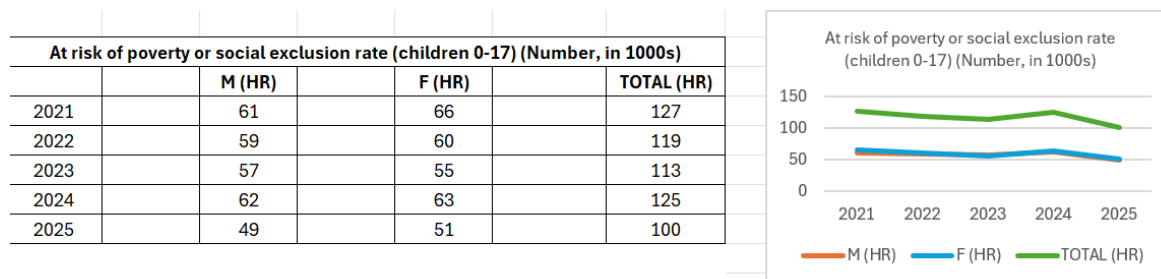 At risk of poverty or social exclusion rate (children 0-17) (Number, in 1000s)
M (HR) F (HR) TOTAL (HR)
2021 61 66 127
2022 59 60 119
2023 57 55 113
2024 62 63 125
2025 49 51 100
At risk of poverty or social exclusion rate
(children 0-17) (Number, in 1000s)
150
100
50
0
2021 2022 2023 2024 2025
M (HR) F (HR) TOTAL (HR)